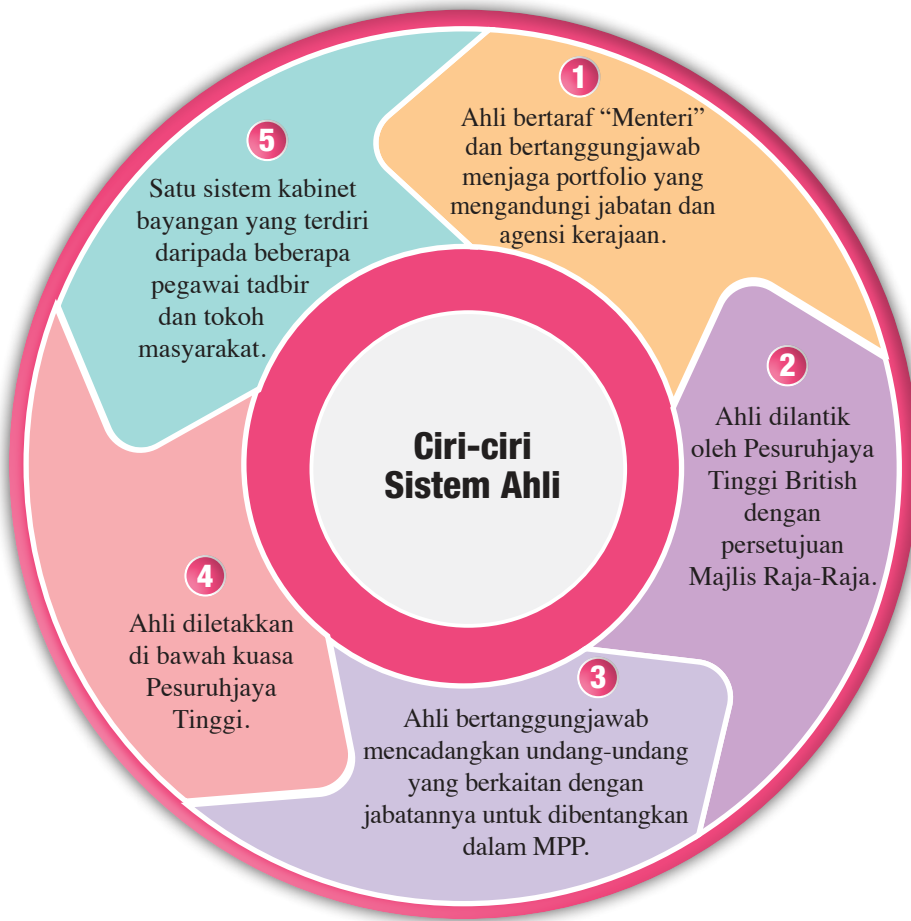 Ciri-ciri
Sistem Ahli
1
Ahli bertaraf “Menteri”
dan bertanggungjawab
menjaga portfolio yang
mengandungi jabatan dan
agensi kerajaan.
2
Ahli dilantik
oleh Pesuruhjaya
Tinggi British
dengan
persetujuan
Majlis Raja-Raja.
3
Ahli bertanggungjawab
mencadangkan undang-undang
yang berkaitan dengan
jabatannya untuk dibentangkan
dalam MPP.
4
Ahli diletakkan
di bawah kuasa
Pesuruhjaya
Tinggi.
5
Satu sistem kabinet
bayangan yang terdiri
daripada beberapa
pegawai tadbir
dan tokoh
masyarakat.